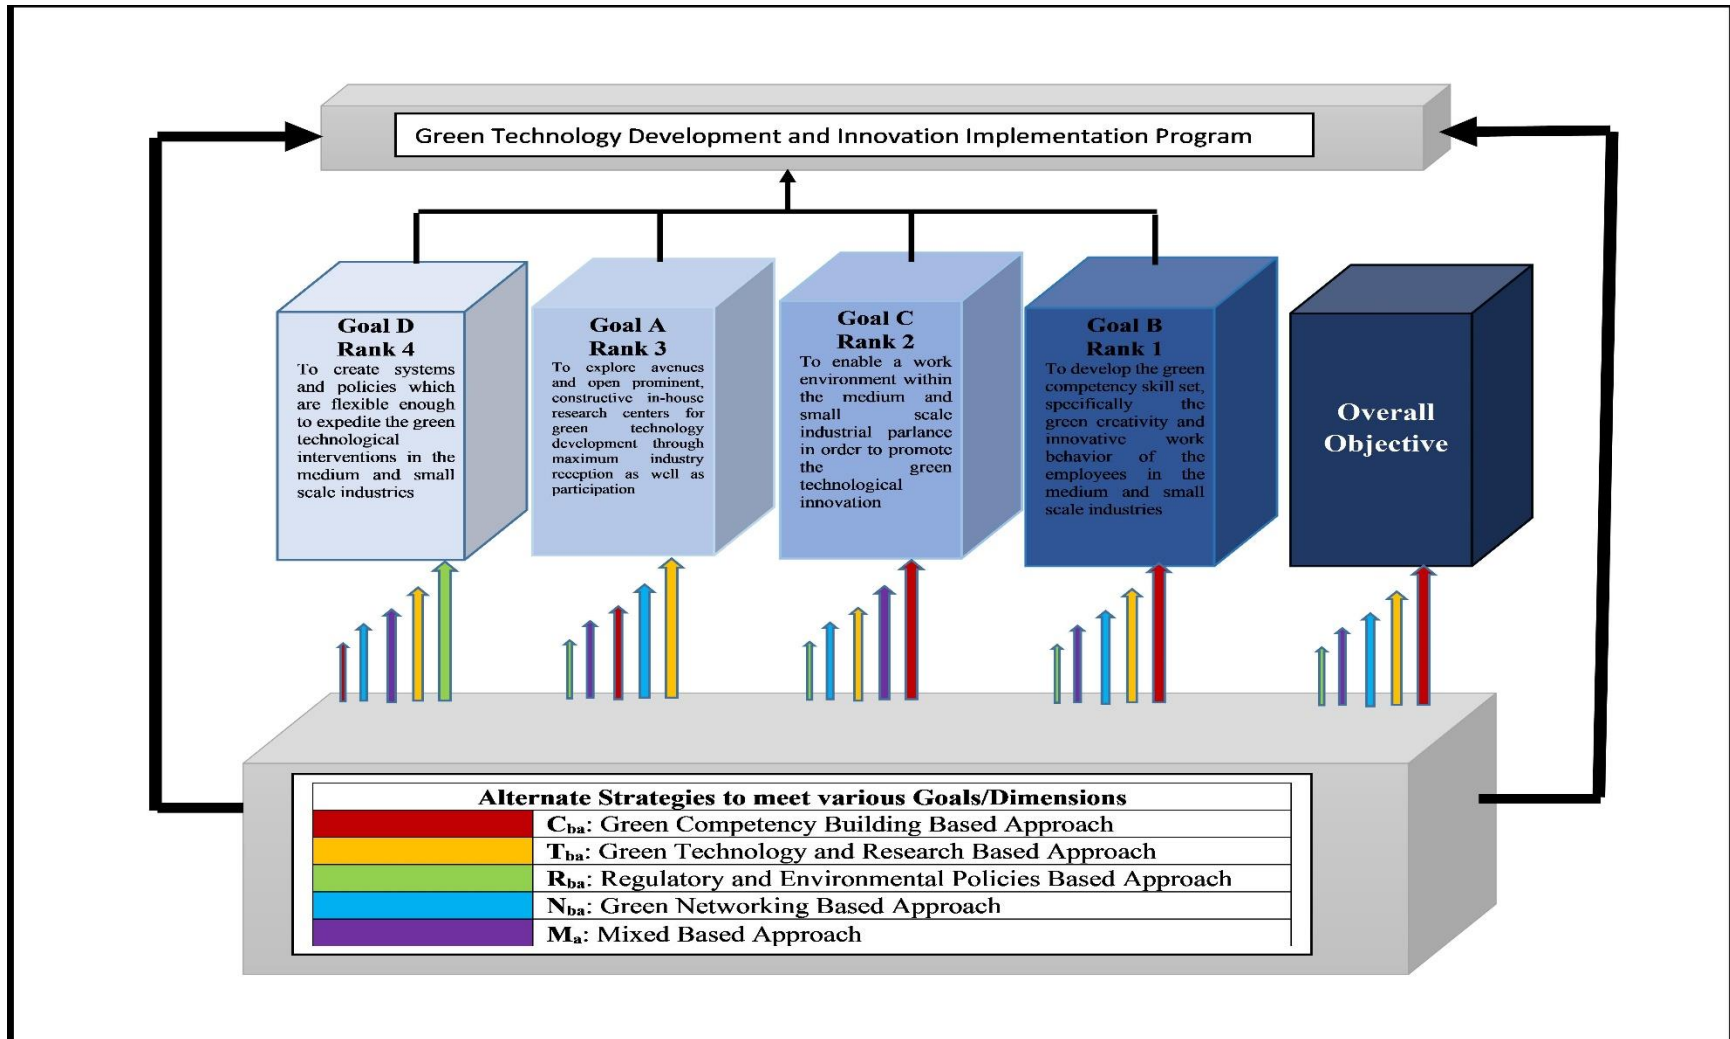 Green Technology Development and Innovation Implementation Program
Goal D
Rank 4
To create systems
and policies which
are flexible enough
to expedite the green
technological
interventions in the
medium and small
scale industries
Goal A
Rank 3
To explore avenues
and open prominent,
constructive in-house
research centers for
green technology
development through
maximum industry
reception as well as
participation
Goal C
Rank 2
To enable a work
environment within
the medium and
small scale
industrial parlance
in order to promote
the green
technological
innovation
Goal B
Rank 1
To develop the green
competency skill set,
specifically the
green creativity and
innovative work
behavior of the
employees in the
medium and small
scale industries
Overall
Objective
Alternate Strategies to meet various Goals/Dimensions
Cba: Green Competency Building Based Approach
Tba: Green Technology and Research Based Approach
Rba: Regulatory and Environmental Policies Based Approach
Nba: Green Networking Based Approach
Ma: Mixed Based Approach